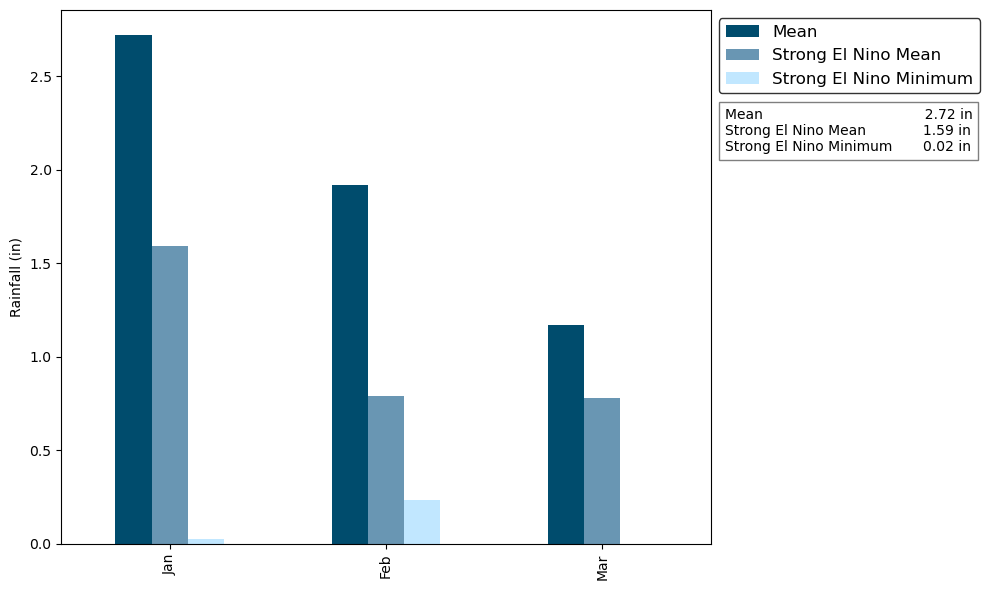 Mean
Strong El Nino Mean
Strong El Nino Minimum
Mean 2.72 in
Strong El Nino Mean 1.59 in
Strong El Nino Minimum 0.02 in
Rainfall (in)
2.5
2.0
1.5
1.0
0.5
0.0
Jan
Feb
Mar